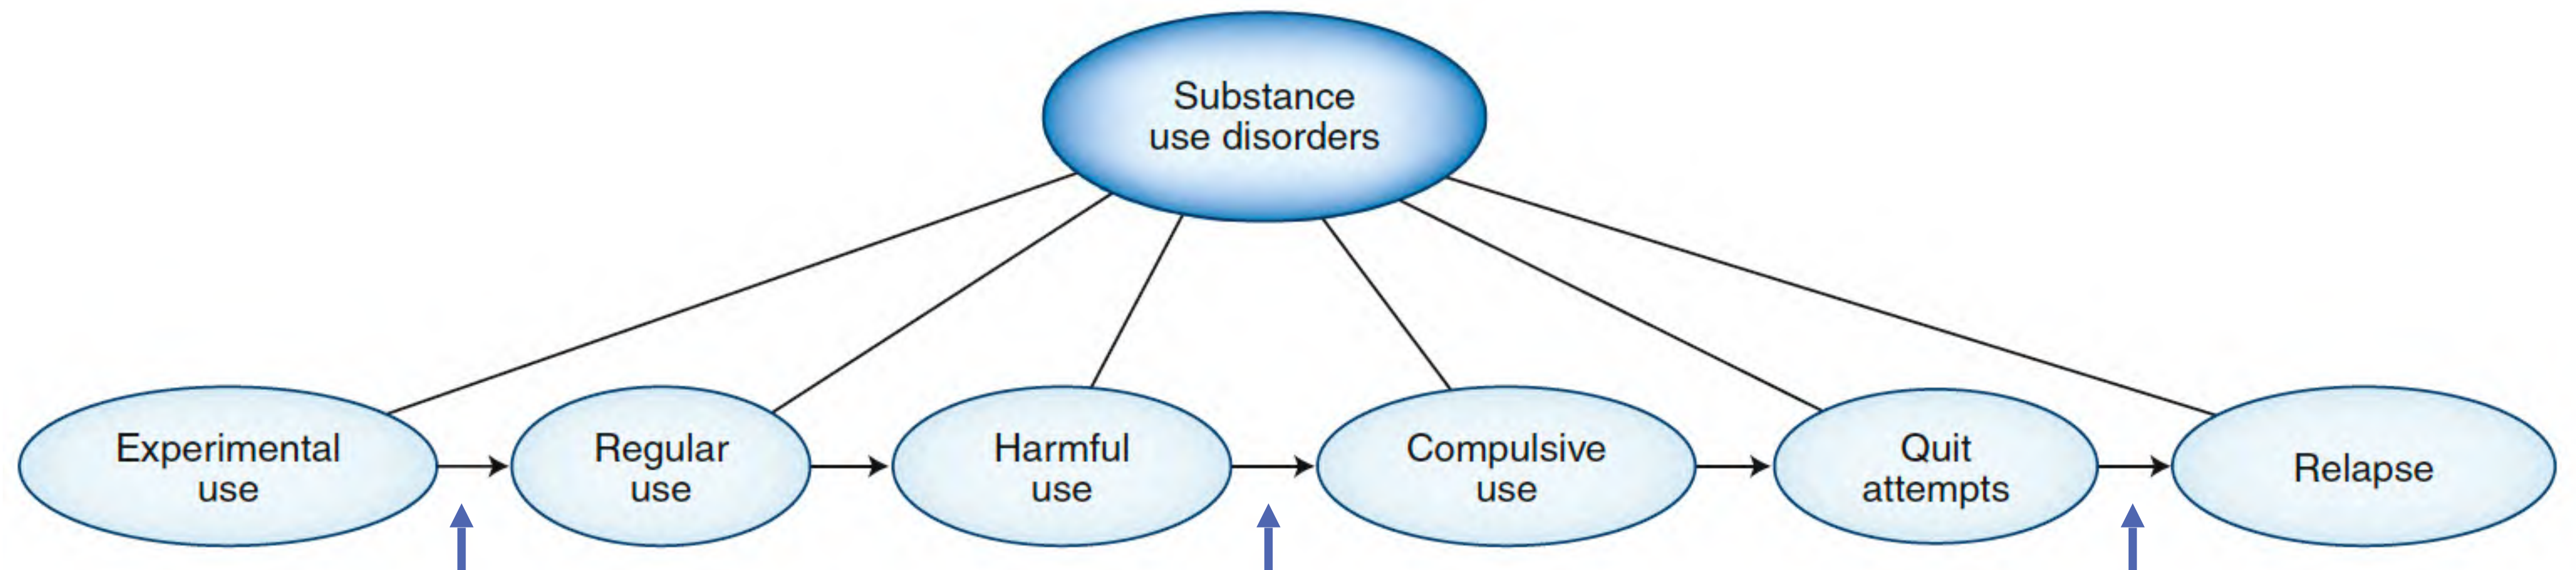 Substance
use disorders
Experimental
use
Regular
use
Harmful
use
Compulsive
use
Quit
attempts
Relapse